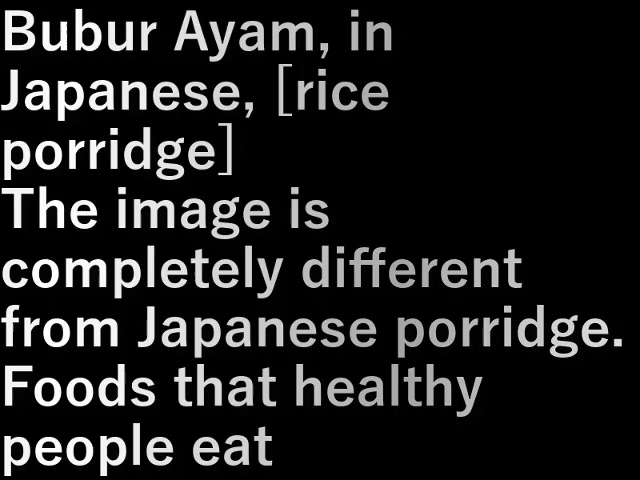 Bubur Ayam, in
Japanese, [rice
porridge]
The image is
completely different
from Japanese porridge.
Foods that healthy
people eat